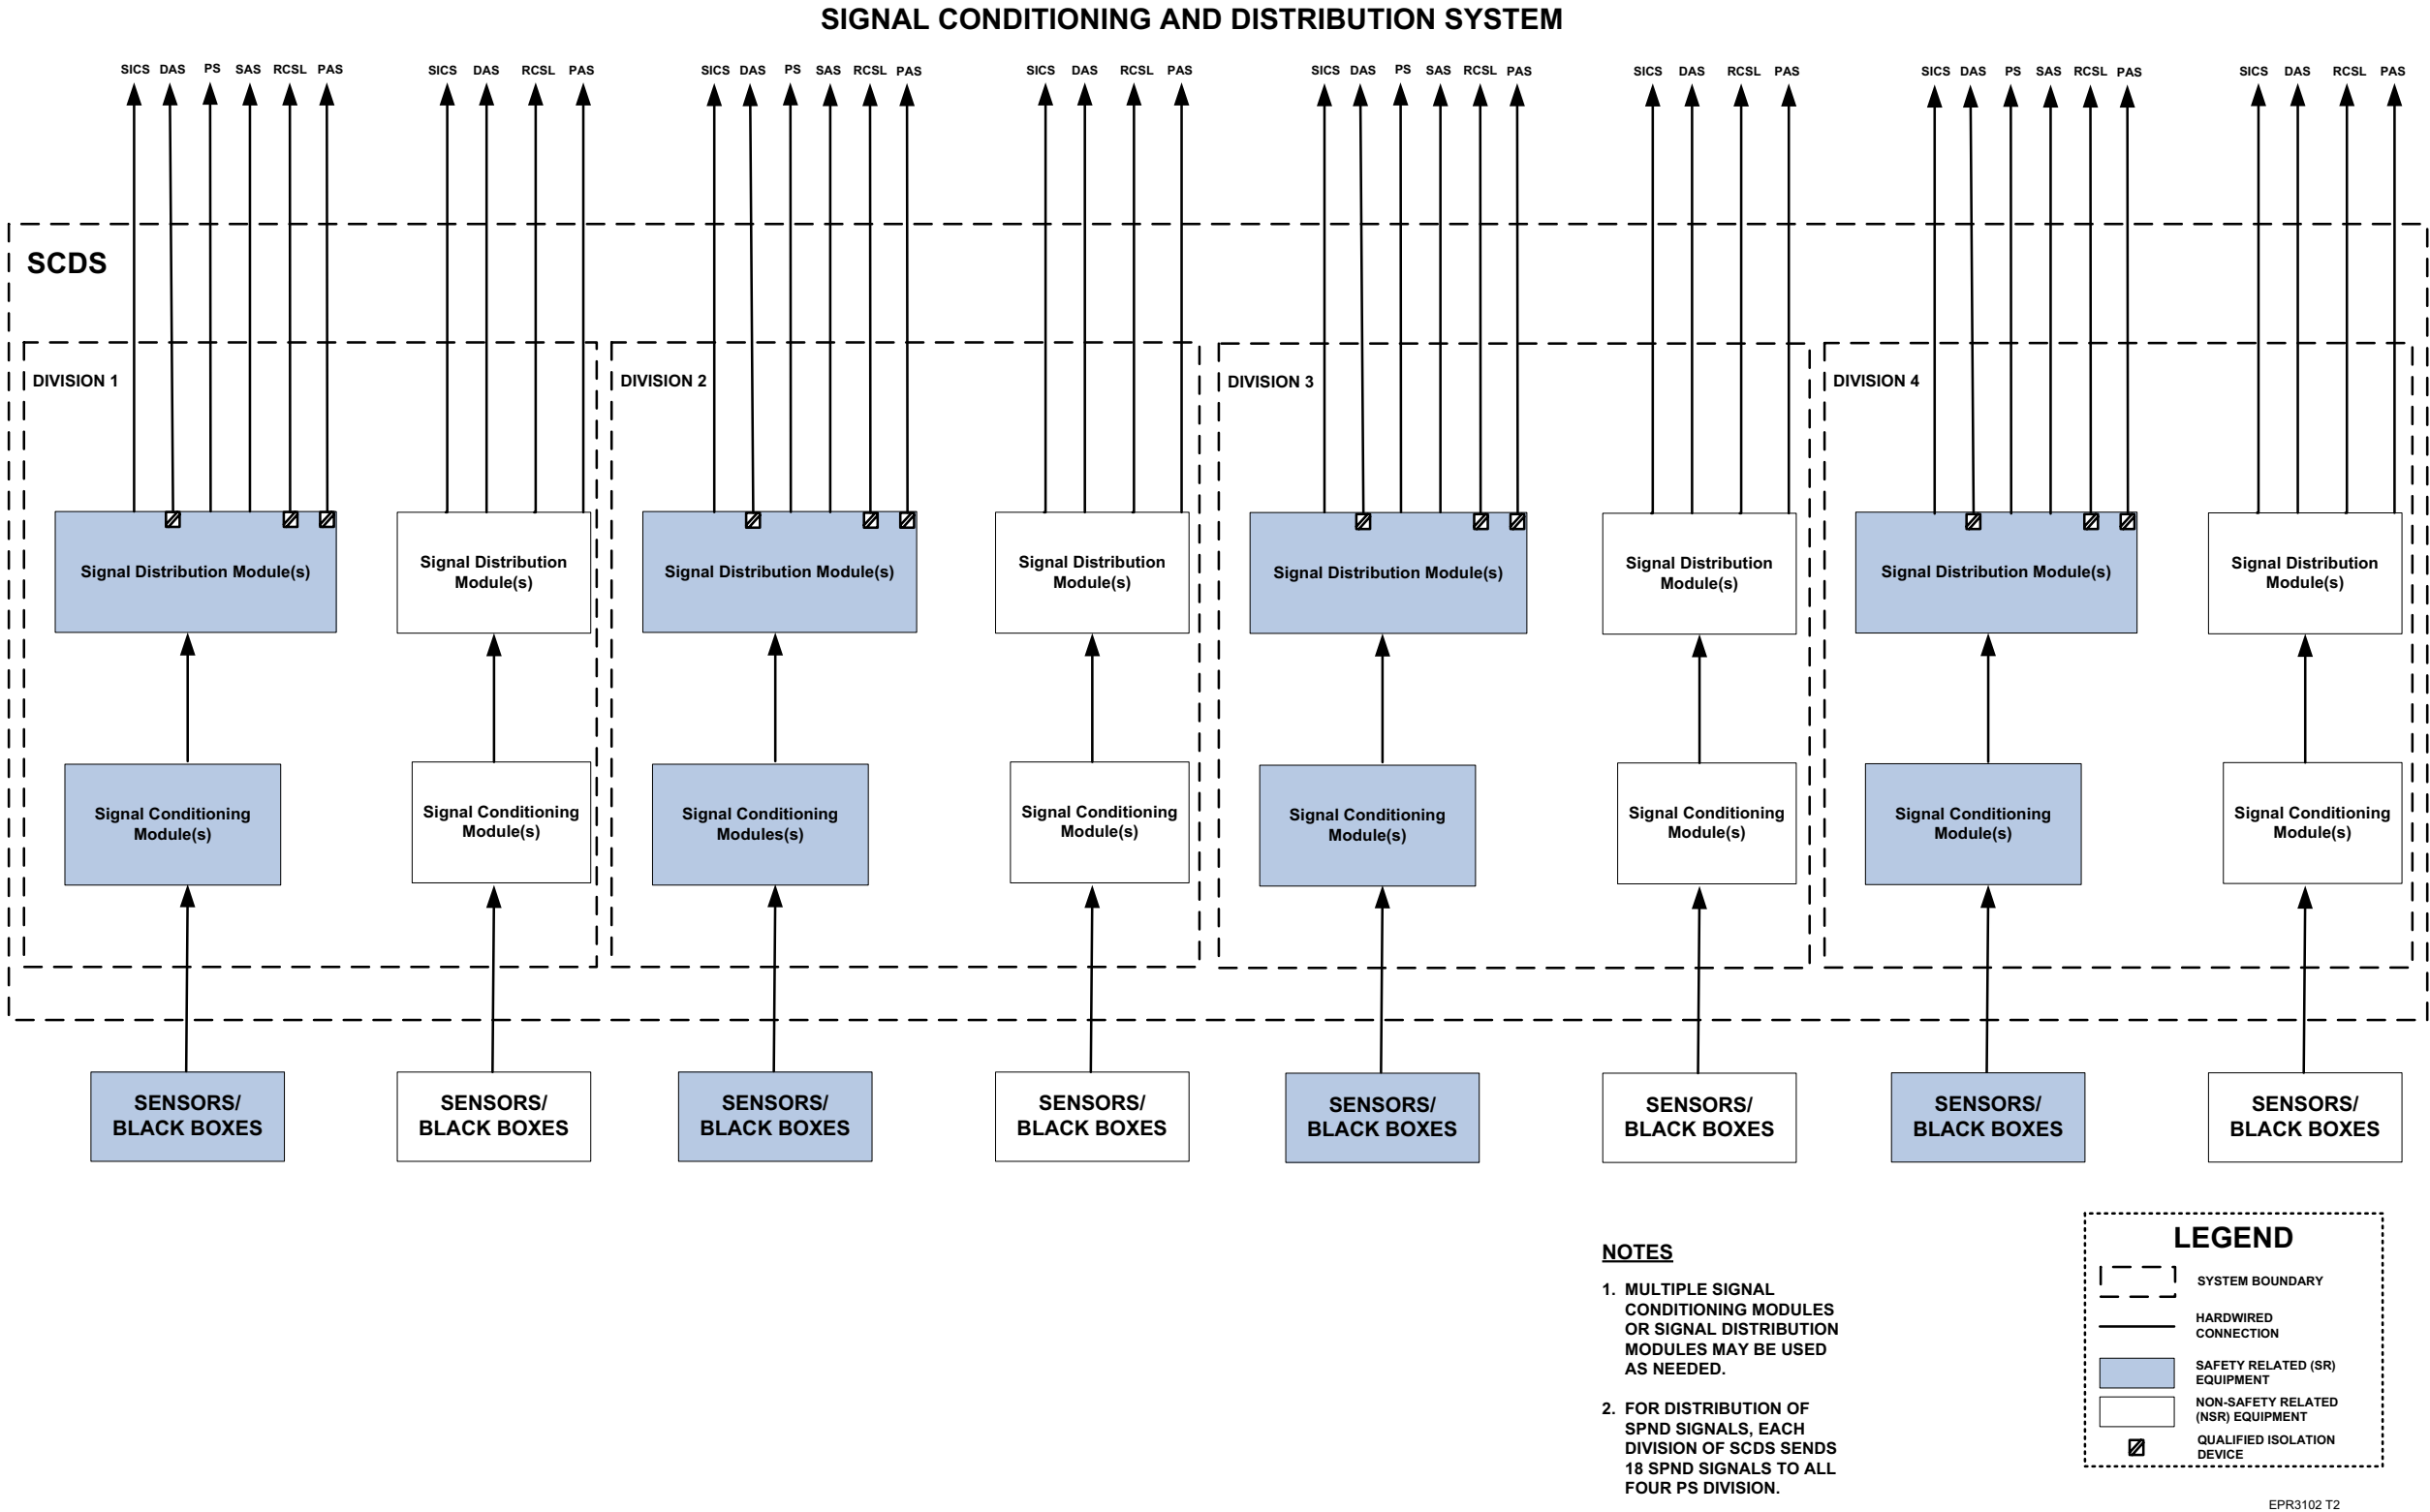 SIGNAL CONDITIONING AND DISTRIBUTION SYSTEM
SICS DAS PS SAS RCSL PAS
SICS DAS RCSL PAS
SICS DAS PS SAS RCSL PAS
SICS DAS RCSL PAS
SICS DAS PS SAS RCSL PAS
SICS DAS RCSL PAS
SICS DAS PS SAS RCSL PAS
SICS DAS RCSL PAS
SCDS
DIVISION 1
DIVISION 2
DIVISION 3
DIVISION 4
Signal Distribution Module(s)
Signal Distribution
Module(s)
Signal Distribution Module(s)
Signal Distribution
Module(s)
Signal Distribution Module(s)
Signal Distribution
Module(s)
Signal Distribution Module(s)
Signal Distribution
Module(s)
Signal Conditioning
Module(s)
Signal Conditioning
Module(s)
Signal Conditioning
Modules(s)
Signal Conditioning
Module(s)
Signal Conditioning
Module(s)
Signal Conditioning
Module(s)
Signal Conditioning
Module(s)
Signal Conditioning
Module(s)
SENSORS/
BLACK BOXES
SENSORS/
BLACK BOXES
SENSORS/
BLACK BOXES
SENSORS/
BLACK BOXES
SENSORS/
BLACK BOXES
SENSORS/
BLACK BOXES
SENSORS/
BLACK BOXES
SENSORS/
BLACK BOXES
NOTES
1. MULTIPLE SIGNAL
CONDITIONING MODULES
OR SIGNAL DISTRIBUTION
MODULES MAY BE USED
AS NEEDED.
2. FOR DISTRIBUTION OF
SPND SIGNALS, EACH
DIVISION OF SCDS SENDS
18 SPND SIGNALS TO ALL
FOUR PS DIVISION.
LEGEND
SYSTEM BOUNDARY
HARDWIRED
CONNECTION
SAFETY RELATED (SR)
EQUIPMENT
NON-SAFETY RELATED
(NSR) EQUIPMENT
QUALIFIED ISOLATION
DEVICE
EPR3102 T2